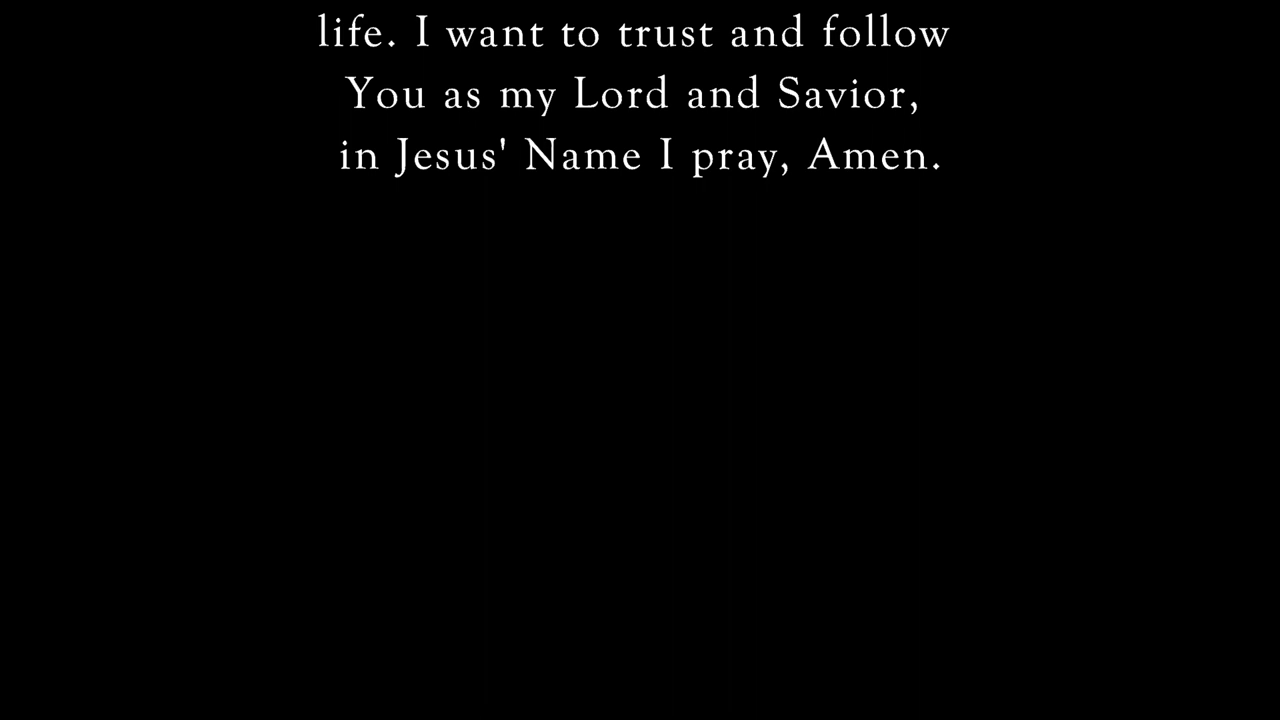 life. I want to trust and follow
You as my Lord and Savior,
in Jesus' Name I pray, Amen.